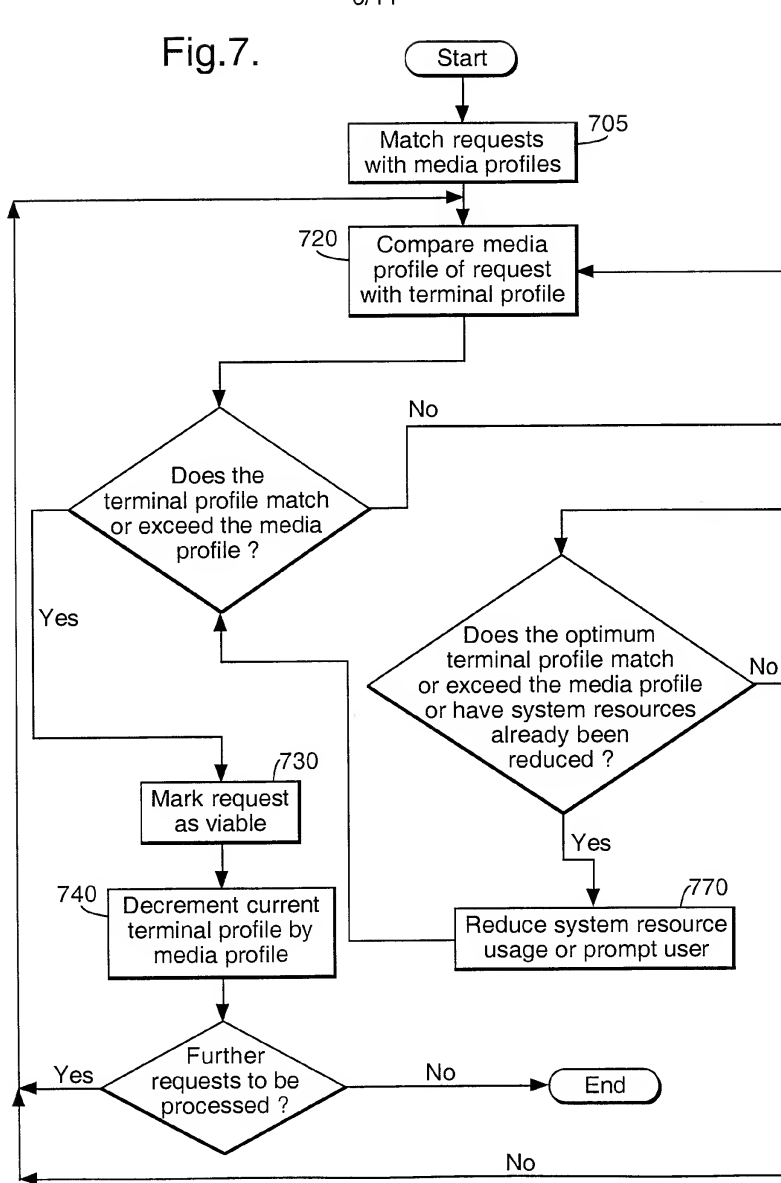 Fig.7.
Start
705
Match requests
with media profiles
720
Compare media
profile of request
with terminal profile
No
Does the
terminal profile match
or exceed the media
profile ?
Yes
Does the optimum
terminal profile match
or exceed the media profile
or have system resources
already been
reduced ?
No
730
Mark request
as viable
Yes
740
Decrement current
terminal profile by
media profile
770
Reduce system resource
usage or prompt user
Further
requests to be
processed ?
Yes
No
End
No